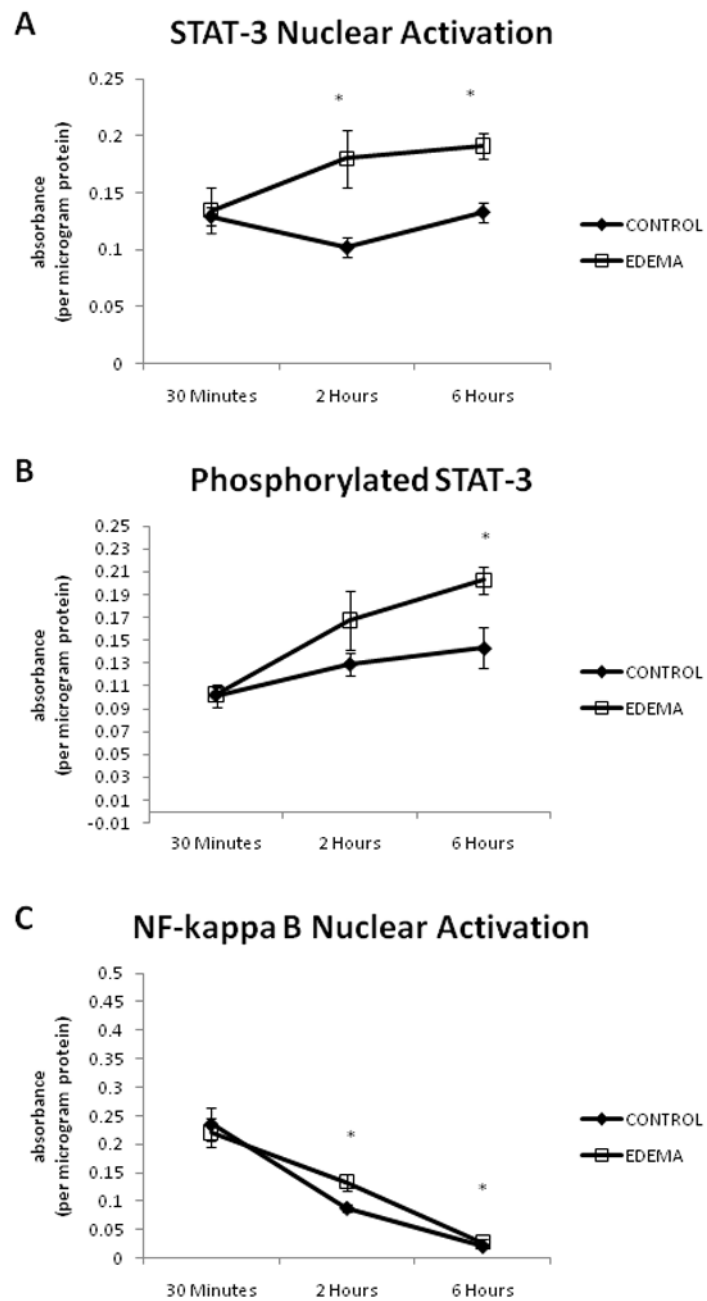 A
STAT-3 Nuclear Activation
0.25
*
*
0.2
0.15
0.1
0.05
0
absorbance
(per microgram protein)
CONTROL
EDEMA
30 Minutes
2 Hours
6 Hours
B
Phosphorylated STAT-3
0.25
*
0.23
0.21
0.19
0.17
0.15
0.13
0.11
0.09
0.07
0.05
0.03
0.01
-0.01
absorbance
(per microgram protein)
CONTROL
EDEMA
30 Minutes
2 Hours
6 Hours
C
NF-kappa B Nuclear Activation
0.5
0.45
0.4
0.35
0.3
0.25
*
0.2
0.15
*
0.1
0.05
0
absorbance
(per microgram protein)
CONTROL
EDEMA
30 Minutes
2 Hours
6 Hours